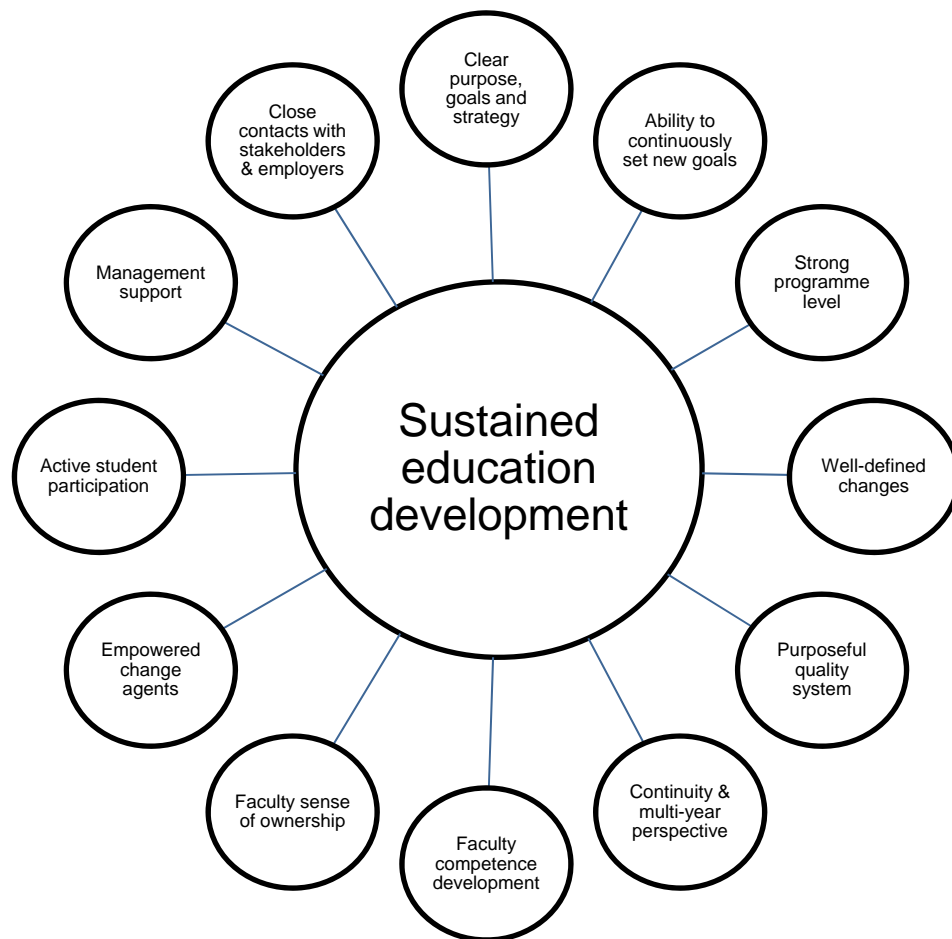 Clear
purpose,
goals and
strategy
Ability to
continuously
set new goals
Strong
programme
level
Well-defined
changes
Purposeful
quality
system
Continuity &
multi-year
perspective
Faculty
competence
development
Faculty sense
of ownership
Empowered
change
agents
Active student
participation
Management
support
Close
contacts with
stakeholders
& employers
Sustained
education
development